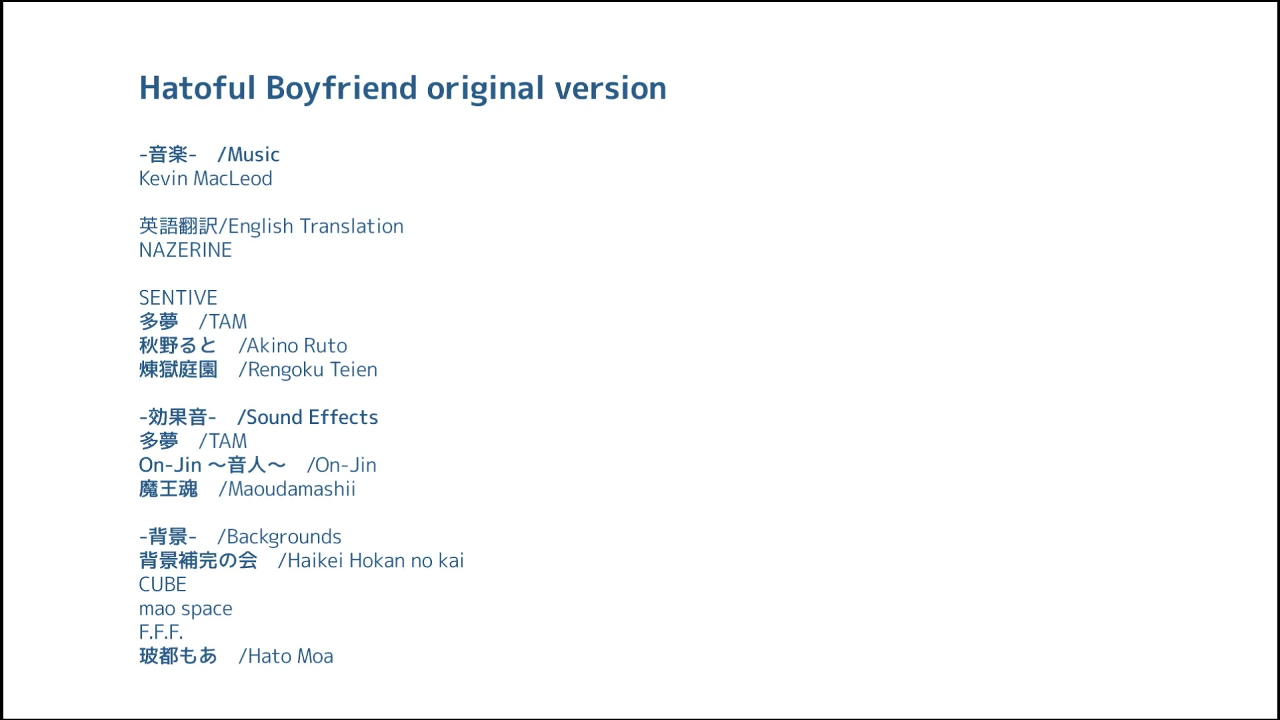 Hatoful Boyfriend original version
-音楽-　/Music
Kevin MacLeod
英語翻訳/English Translation
NAZERINE
SENTIVE
多夢　/TAM
秋野ると　/Akino Ruto
煉獄庭園　/Rengoku Teien
-効果音-　/Sound Effects
多夢　/TAM
On-Jin ～音人～　/On-Jin
魔王魂　/Maoudamashii
-背景-　/Backgrounds
背景補完の会　/Haikei Hokan no kai
CUBE
mao space
F.F.F.
玻都もあ　/Hato Moa